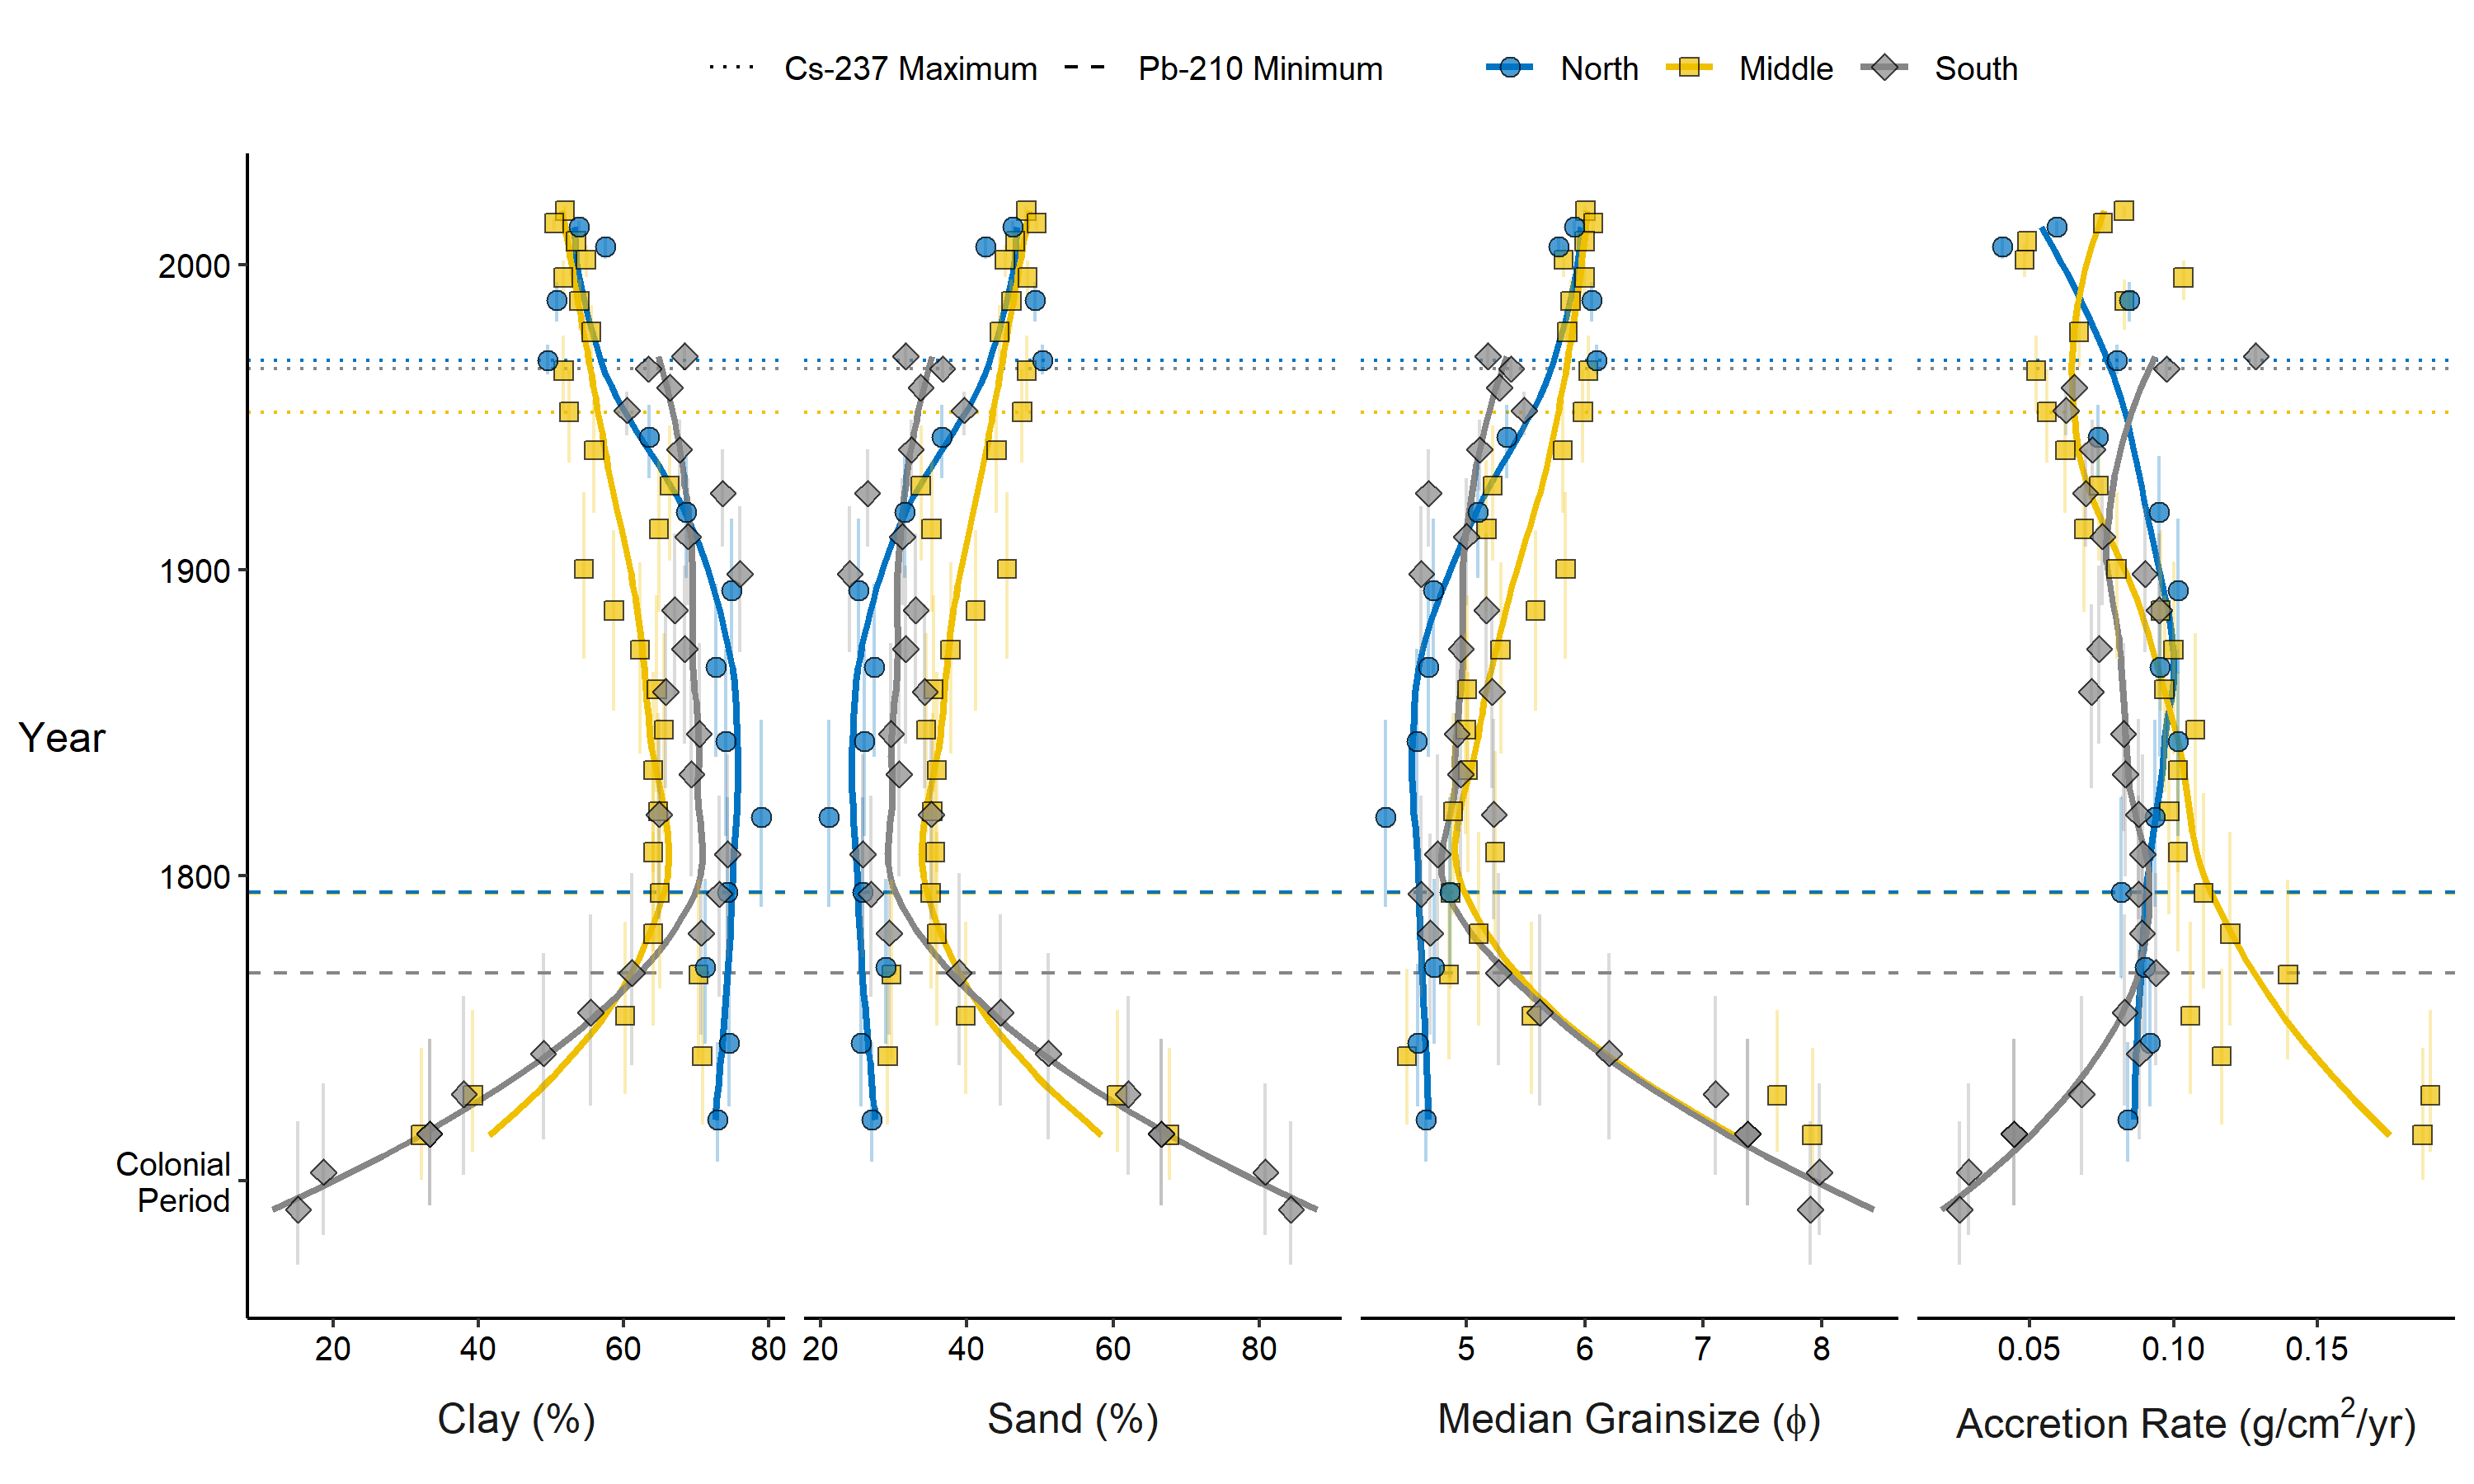 Cs-237 Maximum Pb-210 Minimum North Middle South
Year
2000
1900
1800
Colonial
Period
20 40 60 80
20 40 60 80
5 6 7 8
0.05 0.10 0.15
Clay (%)
Sand (%)
Median Grainsize (ϕ)
Accretion Rate (g/cm²/yr)